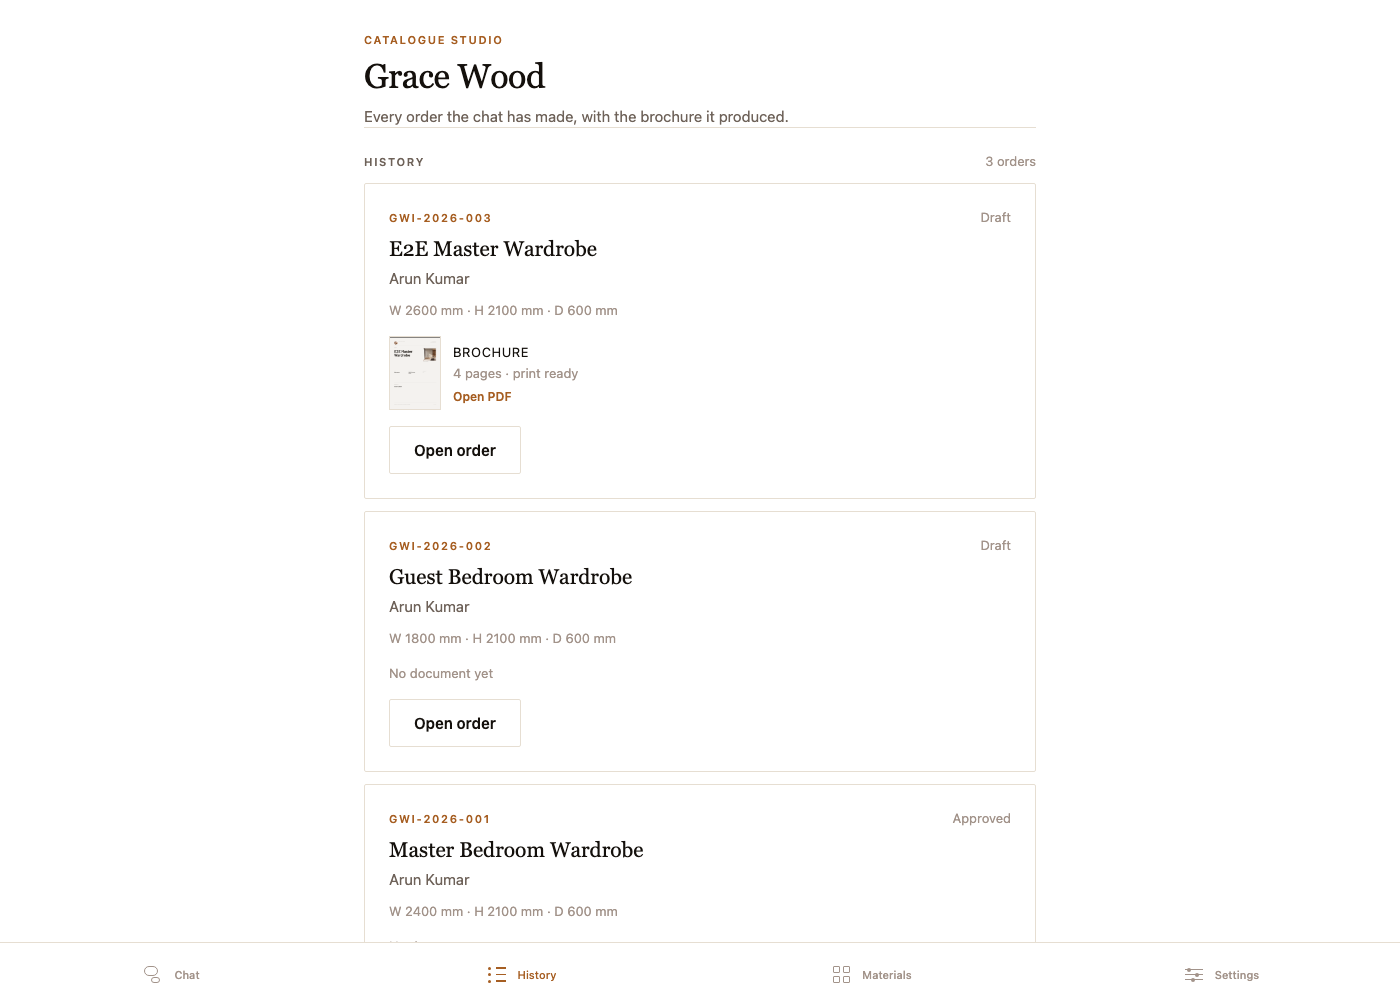 CATALOGUE STUDIO
Grace Wood
Every order the chat has made, with the brochure it produced.
HISTORY
3 orders
GWI-2026-003
Draft
E2E Master Wardrobe
Arun Kumar
W 2600 mm · H 2100 mm · D 600 mm
E2E Master
Wardrobe
BROCHURE
4 pages · print ready
Open PDF
Open order
GWI-2026-002
Draft
Guest Bedroom Wardrobe
Arun Kumar
W 1800 mm · H 2100 mm · D 600 mm
No document yet
Open order
GWI-2026-001
Approved
Master Bedroom Wardrobe
Arun Kumar
W 2400 mm · H 2100 mm · D 600 mm
Chat
History
Materials
Settings